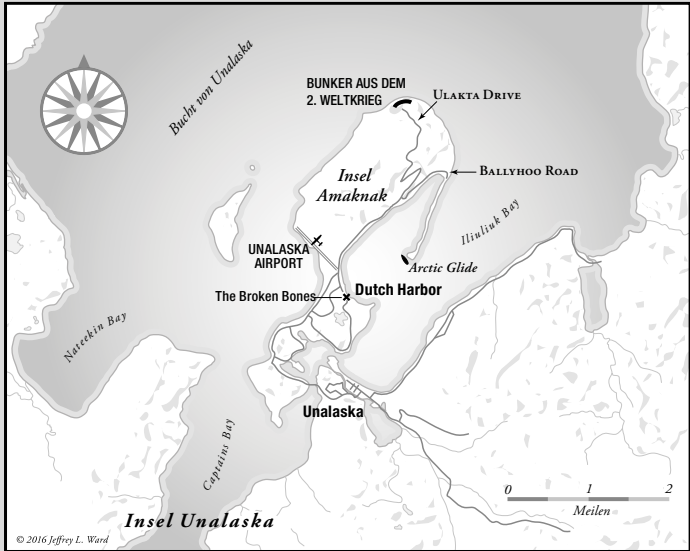 Bucht von Unalaska
BUNKER AUS DEM
2. WELTKRIEG
ULAKTA DRIVE
Insel
Amaknak
BALLYHOO ROAD
Iliuliuk Bay
UNALASKA
AIRPORT
Arctic Glide
The Broken Bones
Dutch Harbor
Nateekin Bay
Unalaska
Captains Bay
0 1 2
Meilen
Insel Unalaska
© 2016 Jeffrey L. Ward